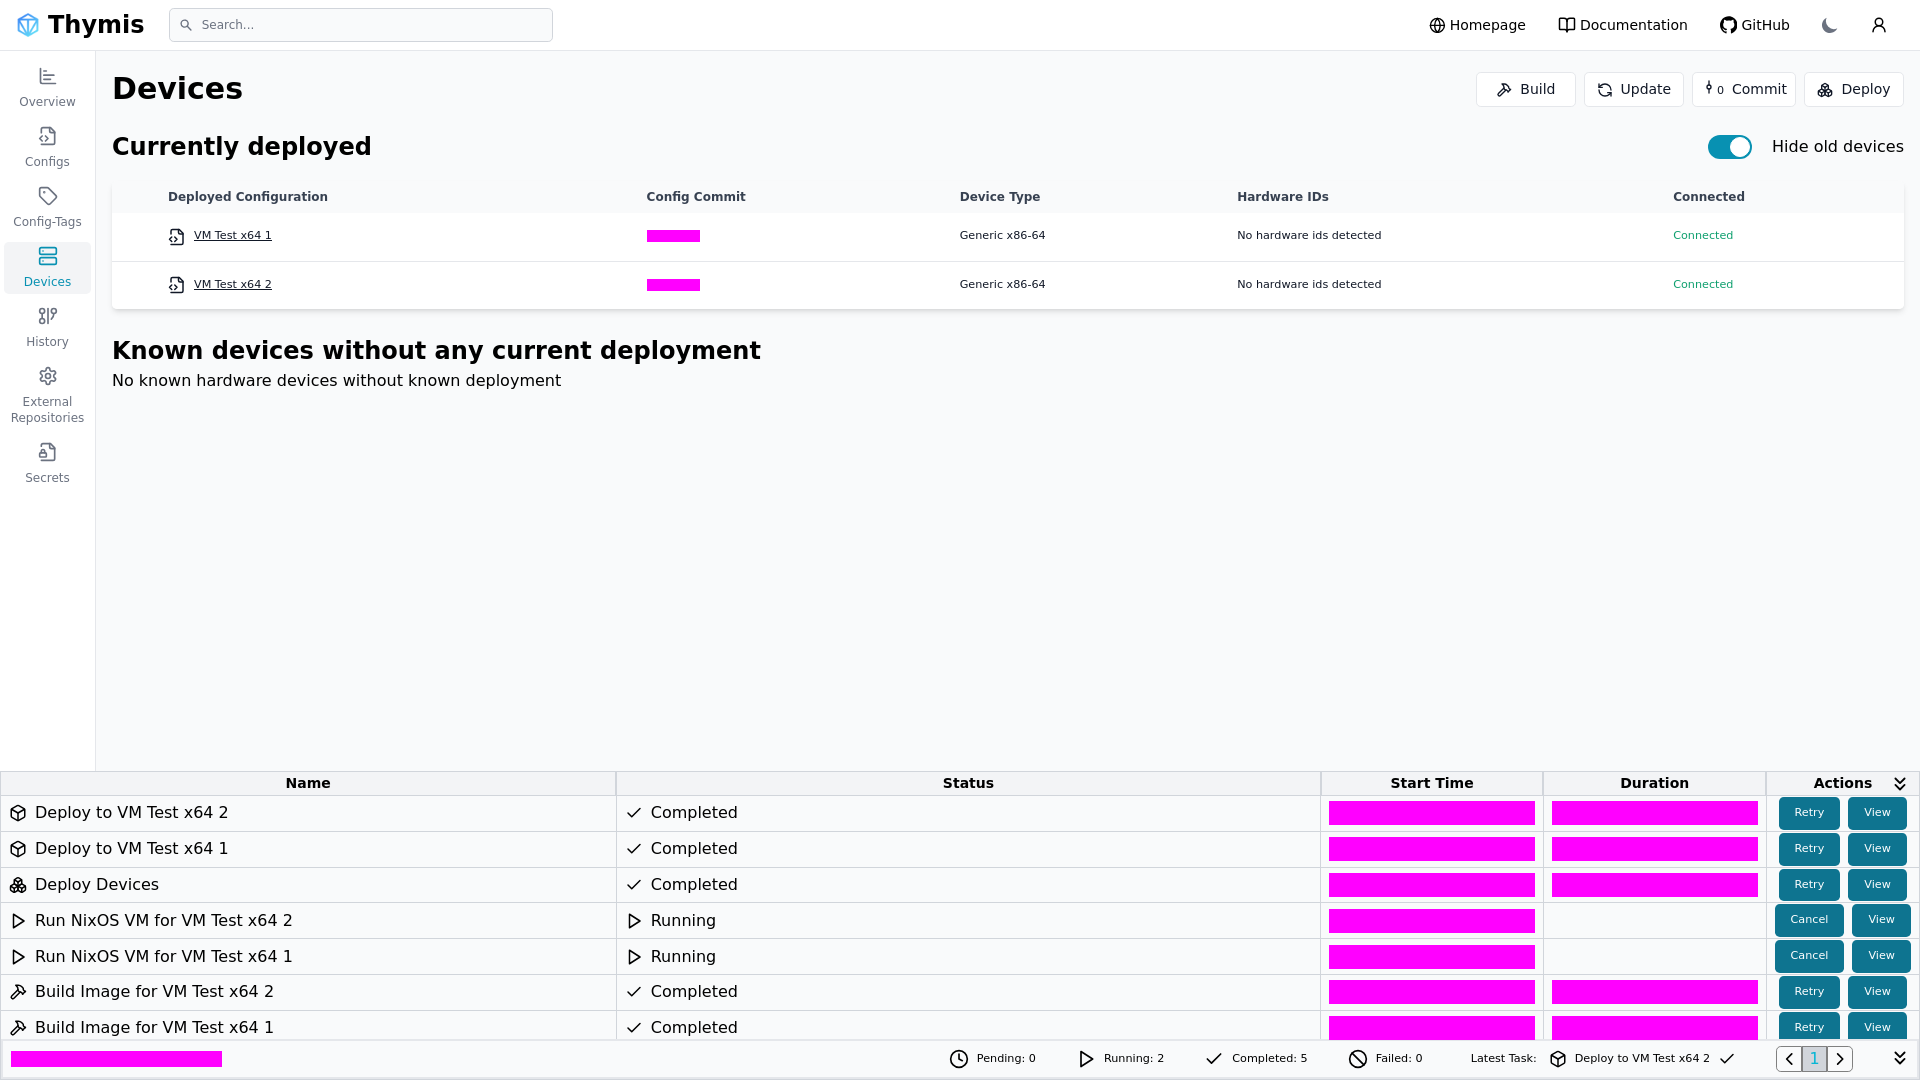 Thymis
Search...
Homepage
Documentation
GitHub
Overview
Configs
Config-Tags
Devices
History
External
Repositories
Secrets
Devices
Build
Update
0 Commit
Deploy
Currently deployed
Hide old devices
Deployed Configuration Config Commit Device Type Hardware IDs Connected
VM Test x64 1 Generic x86-64 No hardware ids detected Connected
VM Test x64 2 Generic x86-64 No hardware ids detected Connected
Known devices without any current deployment
No known hardware devices without known deployment
Name Status Start Time Duration Actions
Deploy to VM Test x64 2 Completed Retry View
Deploy to VM Test x64 1 Completed Retry View
Deploy Devices Completed Retry View
Run NixOS VM for VM Test x64 2 Running Cancel View
Run NixOS VM for VM Test x64 1 Running Cancel View
Build Image for VM Test x64 2 Completed Retry View
Build Image for VM Test x64 1 Completed Retry View
Pending: 0 Running: 2 Completed: 5 Failed: 0 Latest Task: Deploy to VM Test x64 2 1